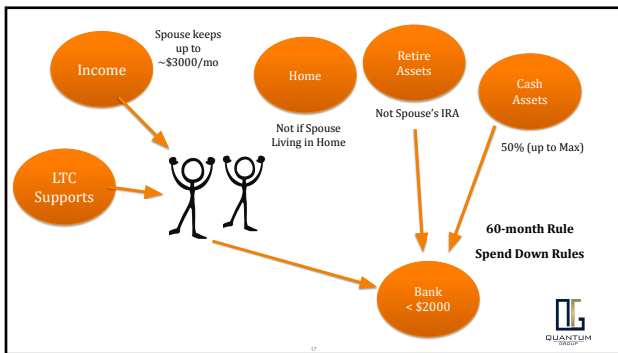 Spouse keeps
up to
~$3000/mo
Income
Home
Retire
Assets
Cash
Assets
Not if Spouse
Living in Home
Not Spouse's IRA
50% (up to Max)
LTC
Supports
60-month Rule
Spend Down Rules
Bank
< $2000
QUANTUM
GROUP
17